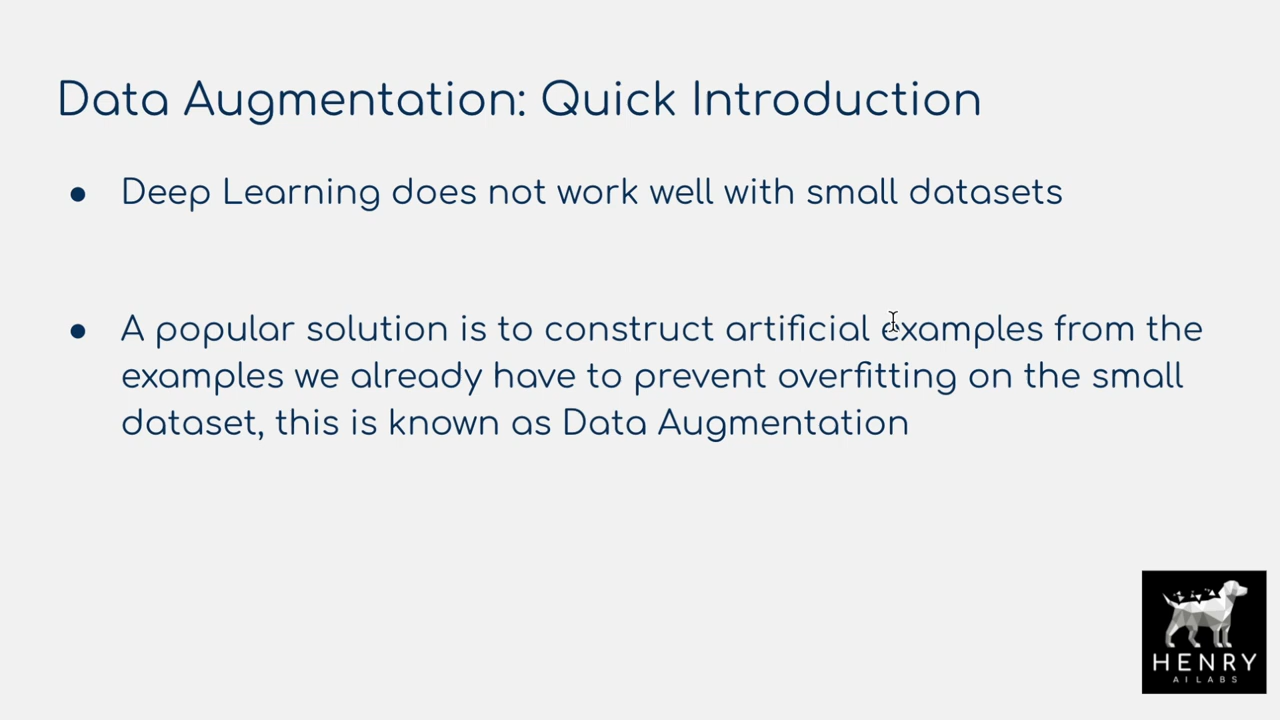 Data Augmentation: Quick Introduction
● Deep Learning does not work well with small datasets
● A popular solution is to construct artificial examples from the
examples we already have to prevent overfitting on the small
dataset, this is known as Data Augmentation
HENRY
AI LABS